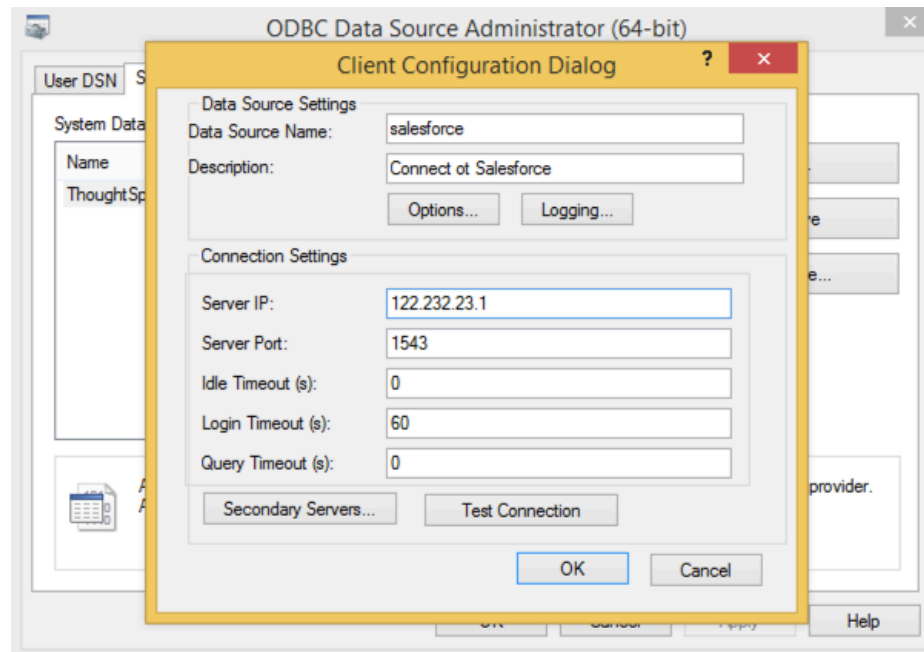 ODBC Data Source Administrator (64-bit)
Client Configuration Dialog
?
User DSN
Data Source Settings
Data Source Name: salesforce
System Data
Description: Connect ot Salesforce
Name
ThoughtSp
Options... Logging...
Connection Settings
Server IP: 122.232.23.1
Server Port: 1543
Idle Timeout (s): 0
Login Timeout (s): 60
Query Timeout (s): 0
provider.
Secondary Servers... Test Connection
OK Cancel
Help